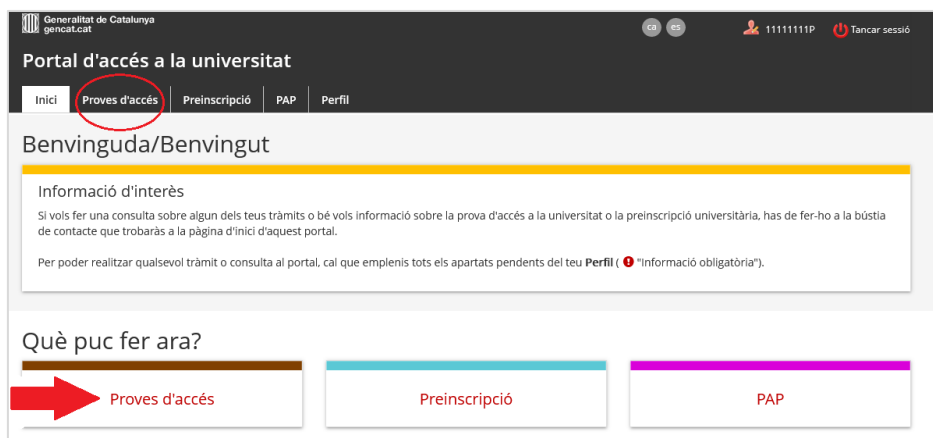 Generalitat de Catalunya
gencat.cat
ca es 11111111P Tancar sessió
Portal d'accés a la universitat
Inici Proves d'accés Preinscripció PAP Perfil
Benvinguda/Benvingut
Informació d'interès
Si vols fer una consulta sobre algun dels teus tràmits o bé vols informació sobre la prova d'accés a la universitat o la preinscripció universitària, has de fer-ho a la bústia
de contacte que trobaràs a la pàgina d'inici d'aquest portal.
Per poder realitzar qualsevol tràmit o consulta al portal, cal que emplenis tots els apartats pendents del teu Perfil ( ! "Informació obligatòria").
Què puc fer ara?
Proves d'accés Preinscripció PAP